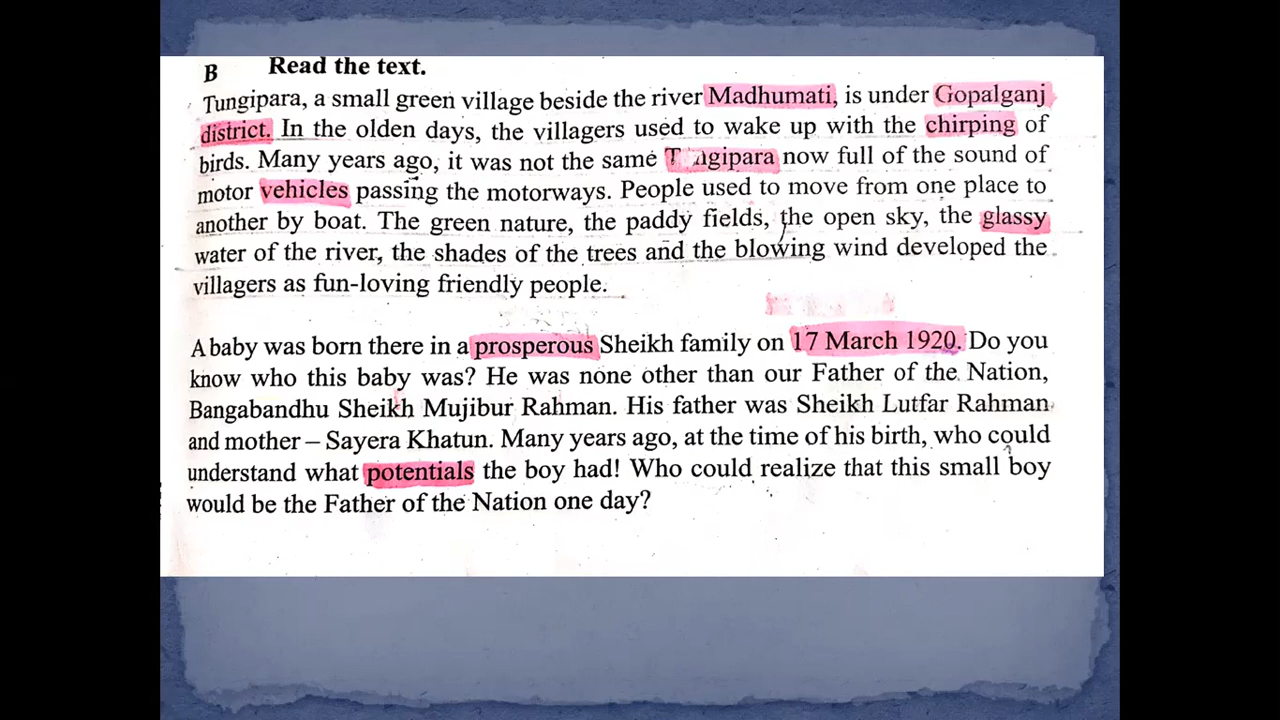 B Read the text.
Tungipara, a small green village beside the river Madhumati, is under Gopalganj
district. In the olden days, the villagers used to wake up with the chirping of
birds. Many years ago, it was not the same Tungipara now full of the sound of
motor vehicles passing the motorways. People used to move from one place to
another by boat. The green nature, the paddy fields, the open sky, the glassy
water of the river, the shades of the trees and the blowing wind developed the
villagers as fun-loving friendly people.
A baby was born there in a prosperous Sheikh family on 17 March 1920. Do you
know who this baby was? He was none other than our Father of the Nation,
Bangabandhu Sheikh Mujibur Rahman. His father was Sheikh Lutfar Rahman
and mother – Sayera Khatun. Many years ago, at the time of his birth, who could
understand what potentials the boy had! Who could realize that this small boy
would be the Father of the Nation one day?